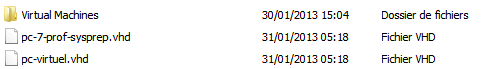 Virtual Machines 30/01/2013 15:04 Dossier de fichiers
pc-7-prof-sysprep.vhd 31/01/2013 05:18 Fichier VHD
pc-virtuel.vhd 31/01/2013 05:18 Fichier VHD